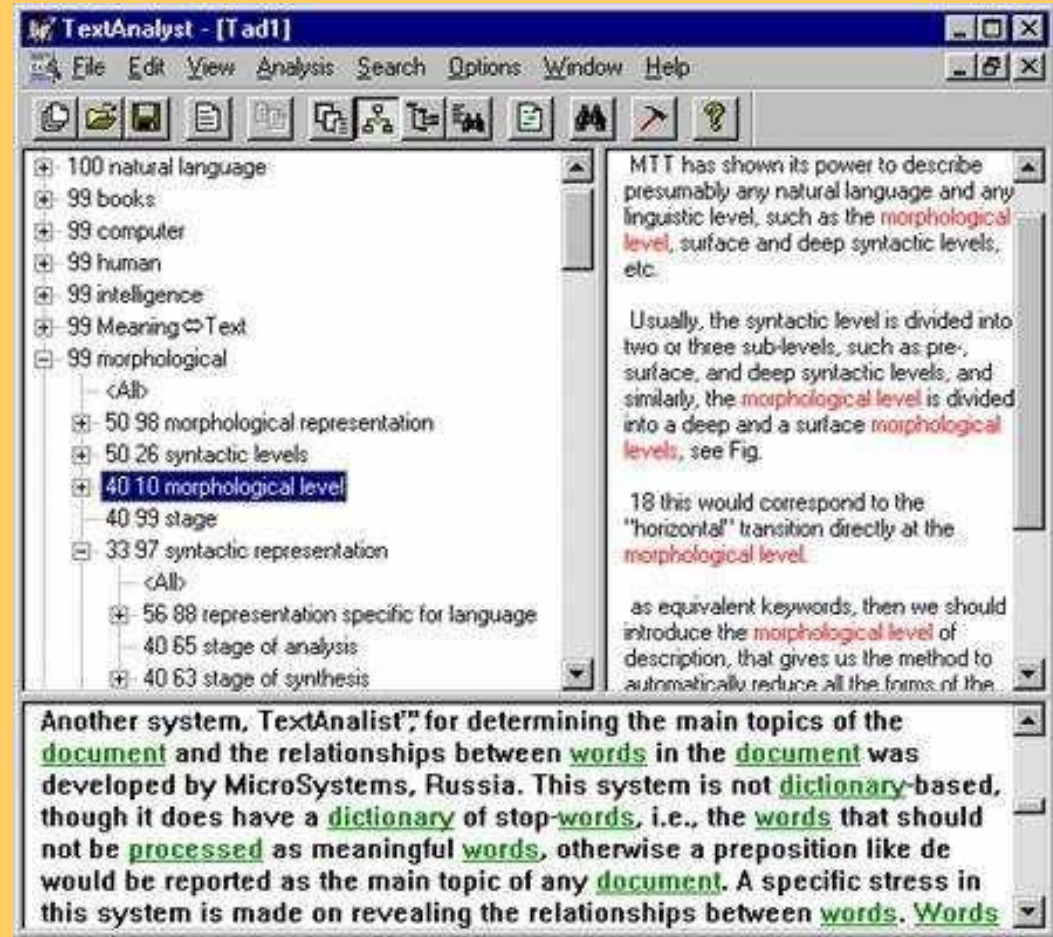 TextAnalyst - [Tad1]
File Edit View Analysis Search Options Window Help
100 natural language
99 books
99 computer
99 human
99 intelligence
99 Meaning⇔Text
99 morphological
<All>
50 98 morphological representation
50 26 syntactic levels
40 10 morphological level
40 99 stage
33 97 syntactic representation
<All>
56 88 representation specific for language
40 65 stage of analysis
40 63 stage of synthesis
MTT has shown its power to describe
presumably any natural language and any
linguistic level, such as the morphological
level, surface and deep syntactic levels,
etc.
Usually, the syntactic level is divided into
two or three sub-levels, such as pre-,
surface, and deep syntactic levels, and
similarly, the morphological level is divided
into a deep and a surface morphological
levels, see Fig.
18 this would correspond to the
"horizontal" transition directly at the
morphological level.
as equivalent keywords, then we should
introduce the morphological level of
description, that gives us the method to
automatically reduce all the forms of the
Another system, TextAnalist™, for determining the main topics of the
document and the relationships between words in the document was
developed by MicroSystems, Russia. This system is not dictionary-based,
though it does have a dictionary of stop-words, i.e., the words that should
not be processed as meaningful words, otherwise a preposition like de
would be reported as the main topic of any document. A specific stress in
this system is made on revealing the relationships between words. Words